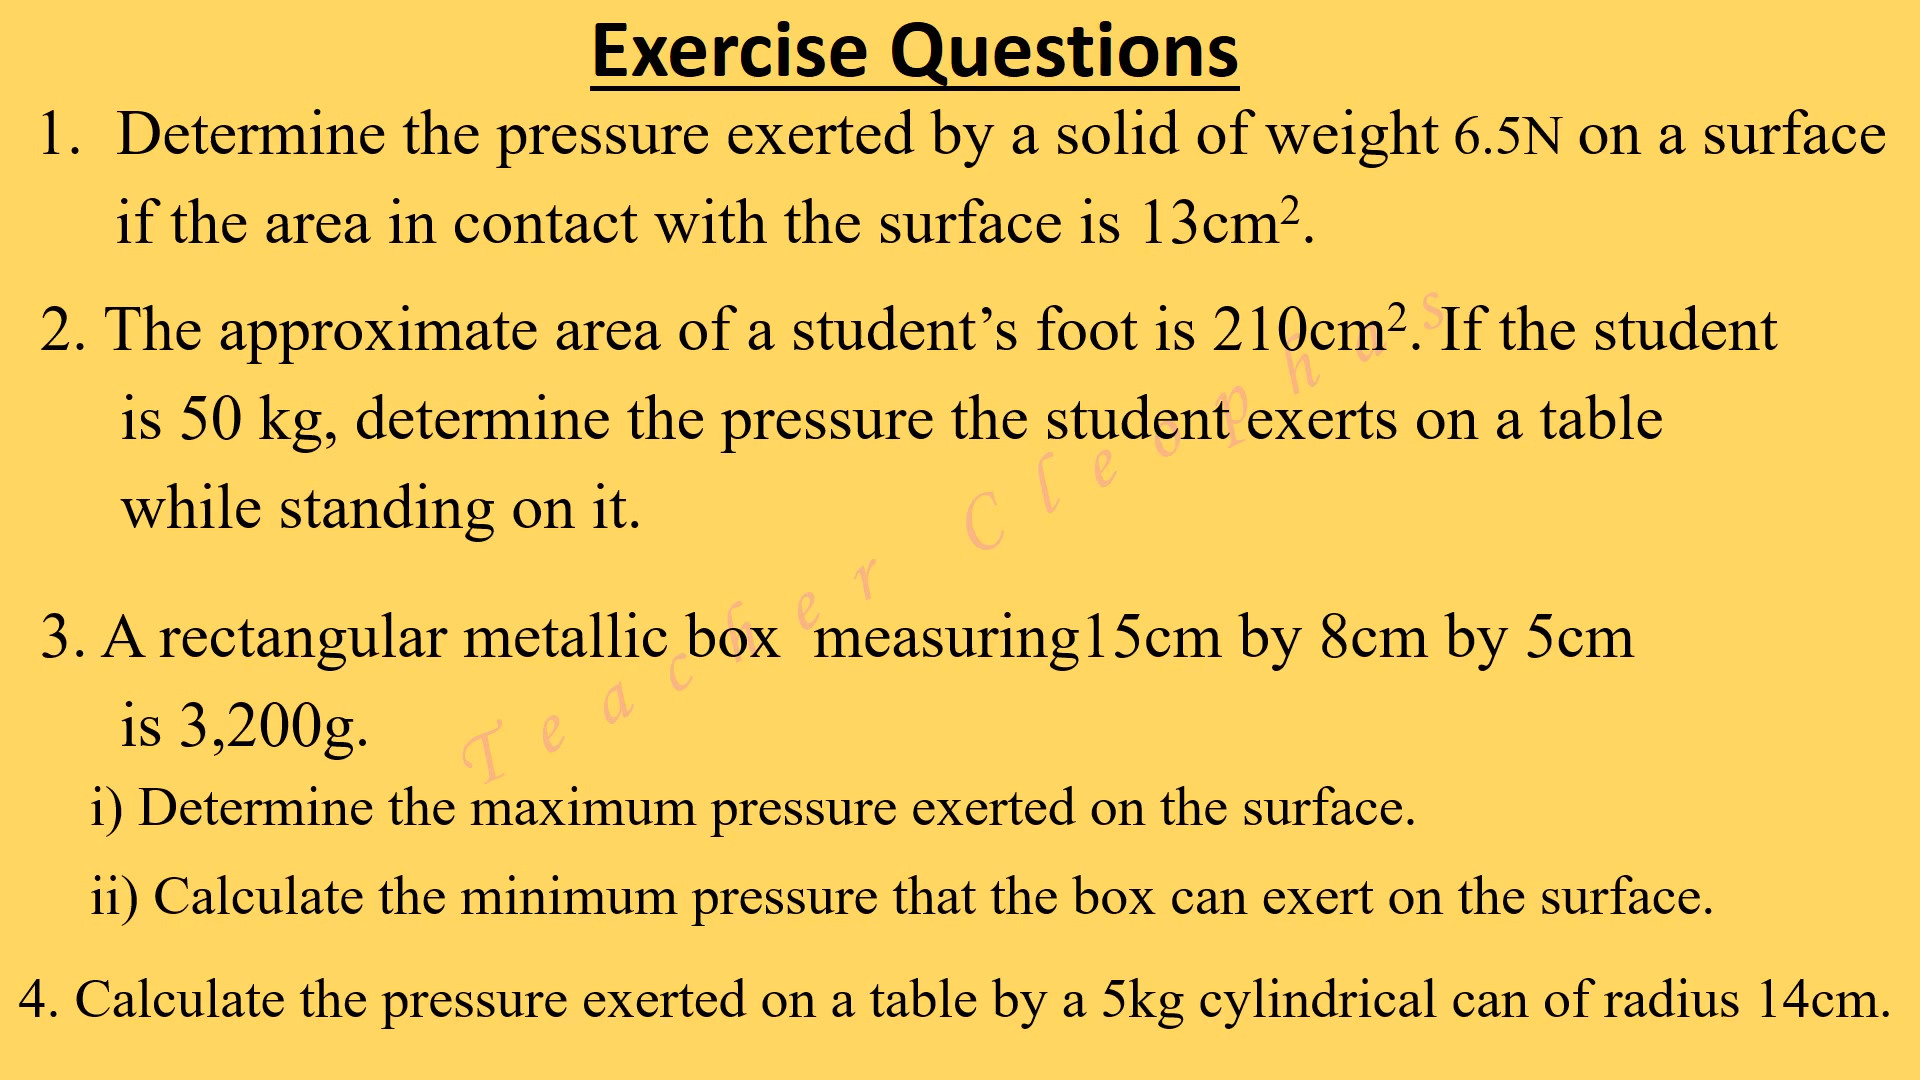 Exercise Questions
1. Determine the pressure exerted by a solid of weight 6.5N on a surface
if the area in contact with the surface is 13cm².
2. The approximate area of a student’s foot is 210cm². If the student
is 50 kg, determine the pressure the student exerts on a table
while standing on it.
3. A rectangular metallic box measuring15cm by 8cm by 5cm
is 3,200g.
i) Determine the maximum pressure exerted on the surface.
ii) Calculate the minimum pressure that the box can exert on the surface.
4. Calculate the pressure exerted on a table by a 5kg cylindrical can of radius 14cm.
Teacher Cleophas